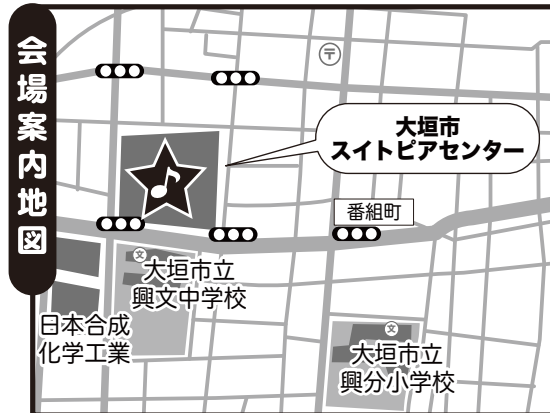 会場案内地図
〒
大垣市
スイトピアセンター
番組町
文
大垣市立
興文中学校
日本合成
化学工業
文
大垣市立
興分小学校